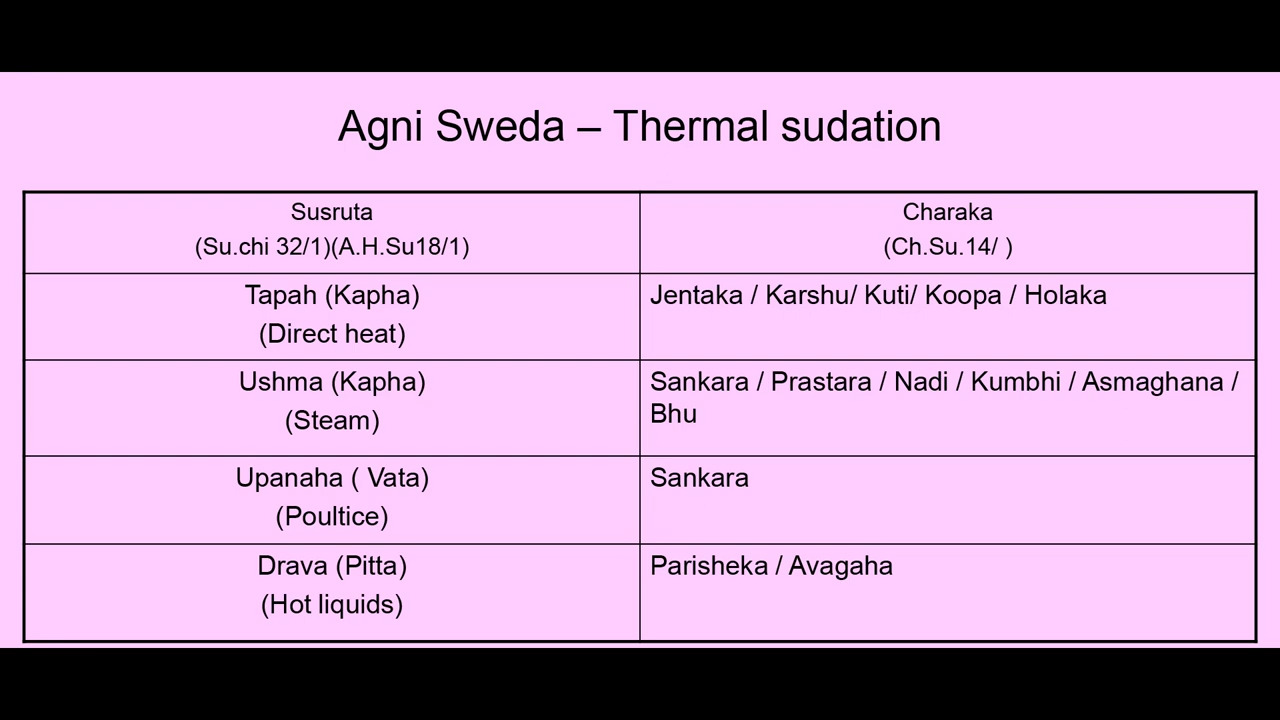 Agni Sweda – Thermal sudation
Susruta
(Su.chi 32/1)(A.H.Su18/1)
Charaka
(Ch.Su.14/ )
Tapah (Kapha)
(Direct heat)
Jentaka / Karshu/ Kuti/ Koopa / Holaka
Ushma (Kapha)
(Steam)
Sankara / Prastara / Nadi / Kumbhi / Asmaghana /
Bhu
Upanaha ( Vata)
(Poultice)
Sankara
Drava (Pitta)
(Hot liquids)
Parisheka / Avagaha